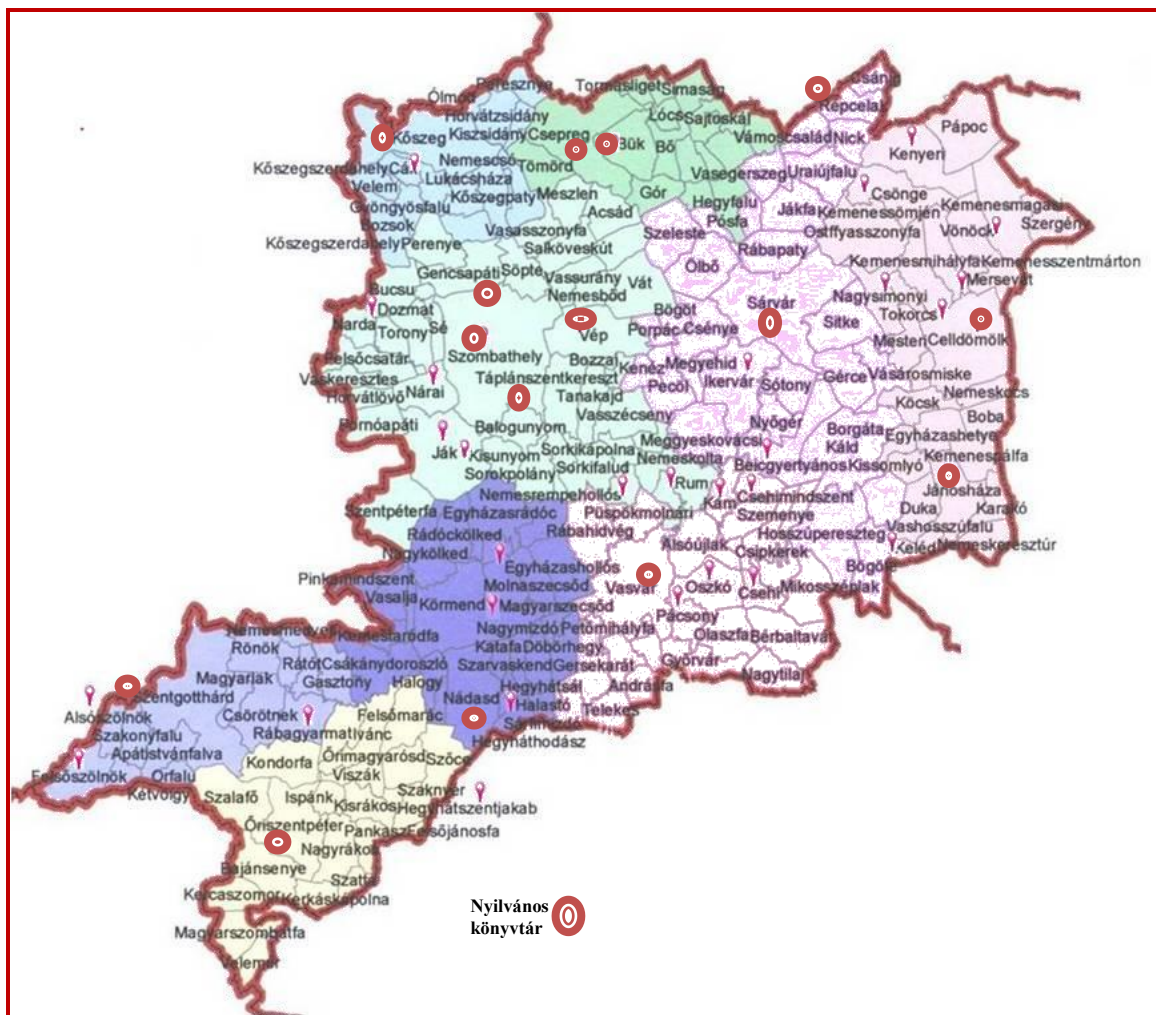 Csánig
Peresznye
Tormásliget
Simaság
Ólmod
Répcelak
Horvátzsidány
Lócs
Sajtoskál
Pápoc
Kőszeg
Kiszsidány
Csepreg
Bük
Bő
Vámoscsalád
Nick
Kenyeri
Kőszegszerdahely
Nemescsó
Tömörd
Vasegerszeg
Uraiújfalu
Velem
Lukácsháza
Csönge
Kőszegpaty
Meszlen
Gór
Hegyfalu
Jákfa
Kemenessömjén
Kemenesmagasi
Gyöngyösfalu
Acsád
Pósfa
Szergény
Bozsok
Vasasszonyfa
Szeleste
Ostffyasszonyfa
Vönöck
Kőszegszerdahely
Perenye
Salköveskút
Rábapaty
Gencsapáti
Söpte
Vassurány
Ölbő
Kemenesmihályfa
Kemenesszentmárton
Bucsu
Vát
Mersevát
Dozmat
Nemesbőd
Bögöt
Sárvár
Nagysimonyi
Narda
Torony
Sé
Vép
Porpác
Csénye
Sitke
Tokorcs
Felsőcsatár
Szombathely
Bozzai
Kenéz
Megyehid
Mesteri
Celldömölk
Vaskeresztes
Nárai
Táplánszentkereszt
Pecöl
Ikervár
Sótony
Gérce
Vásárosmiske
Horvátlövő
Tanakajd
Köcsk
Nemeskocs
Pornóapáti
Balogunyom
Vasszécseny
Nyőgér
Borgáta
Boba
Ják
Kisunyom
Sorkikápolna
Meggyeskovácsi
Káld
Egyházashetye
Sorokpolány
Sorkifalud
Nemeskolta
Bejcgyertyános
Kissomlyó
Kemenespálfa
Nemesrempehollós
Rum
Kám
Csehimindszent
Jánosháza
Szentpéterfa
Egyházasrádóc
Püspökmolnári
Szemenye
Duka
Karakó
Rádóckölked
Rábahidvég
Hosszúpereszteg
Vashosszúfalu
Nagykölked
Alsóújlak
Csipkerek
Keléd
Nemeskeresztúr
Egyházashollós
Bögöte
Pinkamindszent
Molnaszecsőd
Vasvár
Oszkó
Csehi
Mikosszéplak
Vasalja
Körmend
Magyarszecsőd
Pácsony
Nemesmedves
Kemestaródfa
Nagymizdó
Petőmihályfa
Olaszfa
Bérbaltavár
Rönök
Katafa
Döbörhegy
Rátót
Csákánydoroszló
Szarvaskend
Gersekarát
Győrvár
Magyarlak
Gasztony
Halogy
Hegyhátsál
Andrásfa
Nagytilaj
Szentgotthárd
Nádasd
Halastó
Telekes
Alsószölnök
Csörötnek
Felsőmarác
Szakonyfalu
Rábagyarmat
Ivánc
Hegyháthodász
Apátistvánfalva
Kondorfa
Őrimagyarósd
Szőce
Felsőszölnök
Orfalu
Viszák
Kétvölgy
Szalafő
Ispánk
Szaknyér
Kisrákos
Hegyhátszentjakab
Őriszentpéter
Pankasz
Felsőjánosfa
Nagyrákos
Bajánsenye
Szatta
Kercaszomor
Kerkáskápolna
Nyilvános
könyvtár
Magyarszombatfa
Velemér